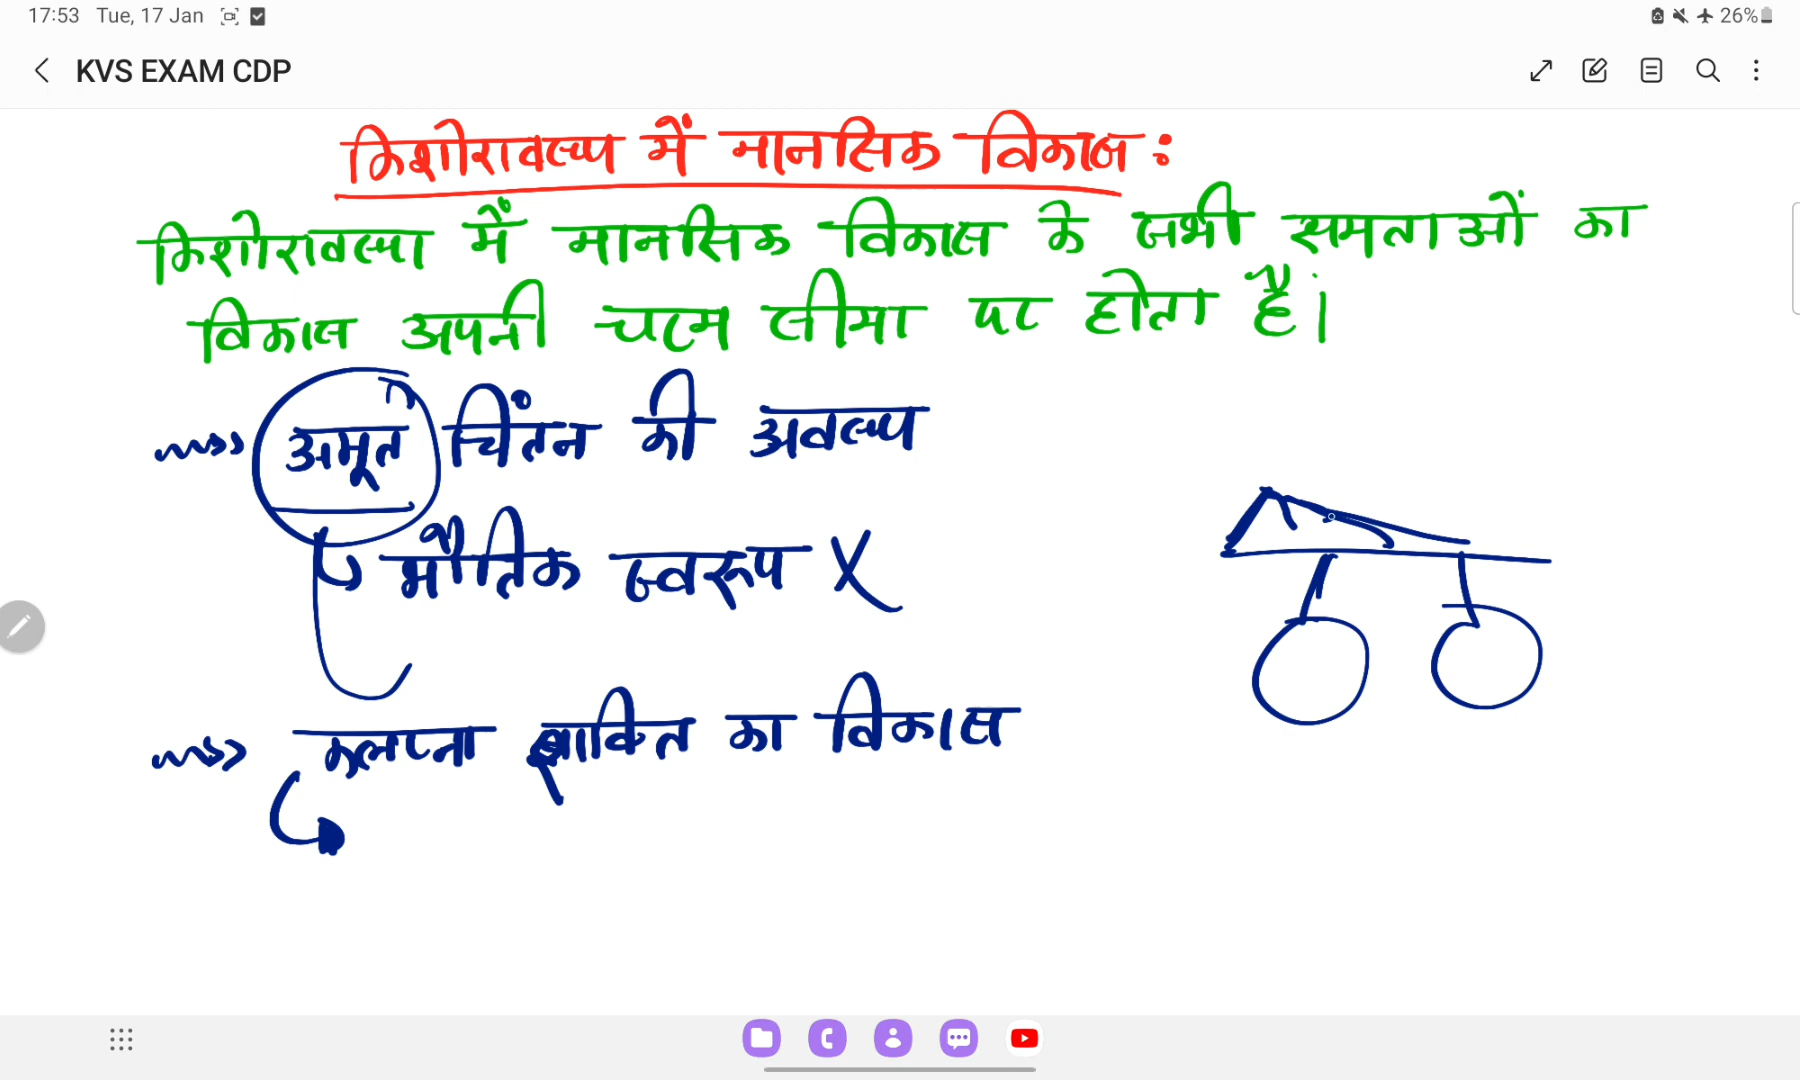 17:53 Tue, 17 Jan 26%
KVS EXAM CDP
किशोरावस्था में मानसिक विकास :
किशोरावस्था में मानसिक विकास के सभी क्षमताओं का
विकास अपनी चरम सीमा पर होता है।
अमूर्त चिंतन की अवस्था
भौतिक स्वरूप X
कल्पना शक्ति का विकास